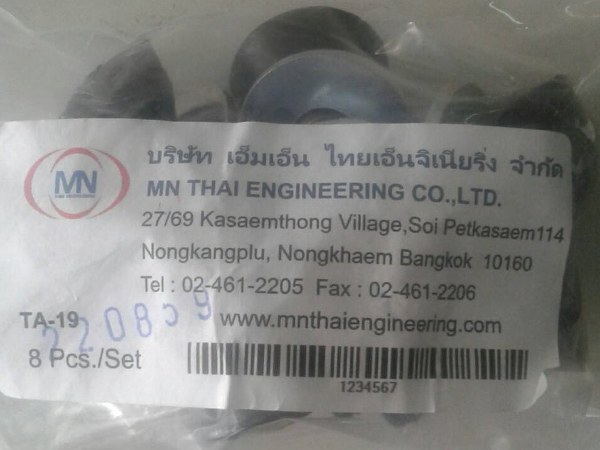 MN
บริษัท เอ็มเอ็น ไทยเอ็นจิเนียริ่ง จำกัด
MN THAI ENGINEERING CO.,LTD.
27/69 Kasaemthong Village,Soi Petkasaem114
Nongkangplu, Nongkhaem Bangkok 10160
Tel : 02-461-2205 Fax : 02-461-2206
TA-19
220859
www.mnthaiengineering.com
8 Pcs./Set
1234567